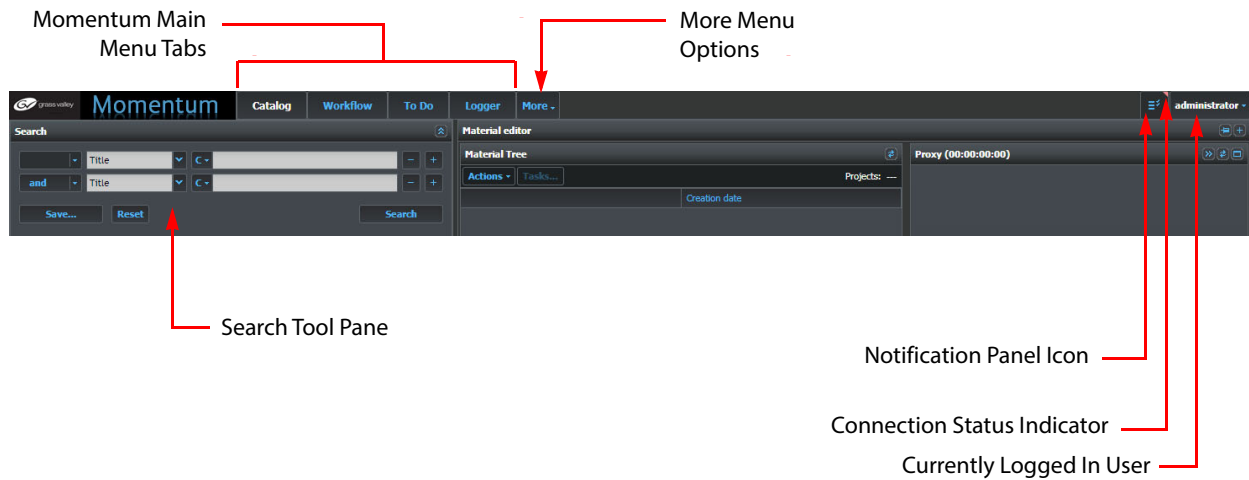 Momentum Main
Menu Tabs
More Menu
Options
grass valley Momentum Catalog Workflow To Do Logger More administrator
Search Material editor
Material Tree Proxy (00:00:00:00)
Title C
Actions Tasks... Projects: ---
and Title C
Creation date
Save... Reset Search
Search Tool Pane
Notification Panel Icon
Connection Status Indicator
Currently Logged In User